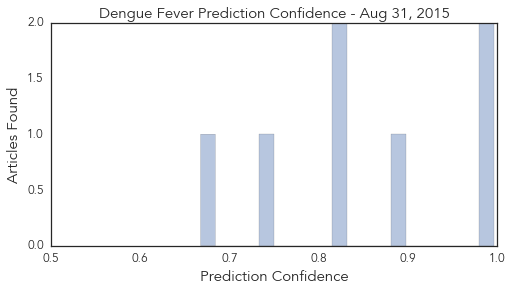 Dengue Fever Prediction Confidence - Aug 31, 2015
2.0
1.5
1.0
0.5
0.0
Articles Found
0.5 0.6 0.7 0.8 0.9 1.0
Prediction Confidence